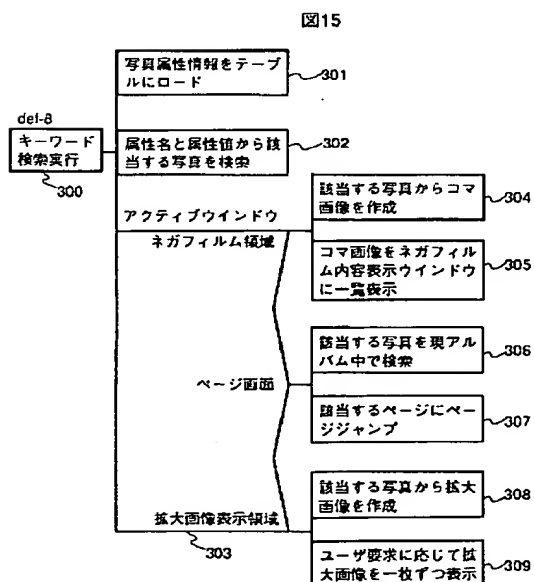 図15
写真属性情報をテーブ
ルにロード
301
def-8
キーワード
検索実行
300
属性名と属性値から該
当する写真を検索
302
アクティブウインドウ
ネガフィルム領域
該当する写真からコマ
画像を作成
304
コマ画像をネガフィル
ム内容表示ウインドウ
に一覧表示
305
ページ画面
該当する写真を現アル
バム中で検索
306
該当するページにペー
ジジャンプ
307
拡大画像表示領域
303
該当する写真から拡大
画像を作成
308
ユーザ要求に応じて拡
大画像を一枚ずつ表示
309